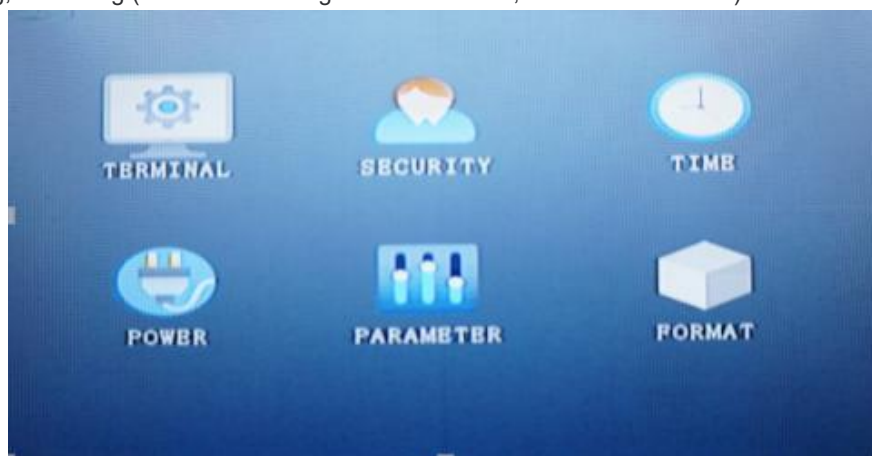 TERMINAL
SECURITY
TIME
POWER
PARAMETER
FORMAT